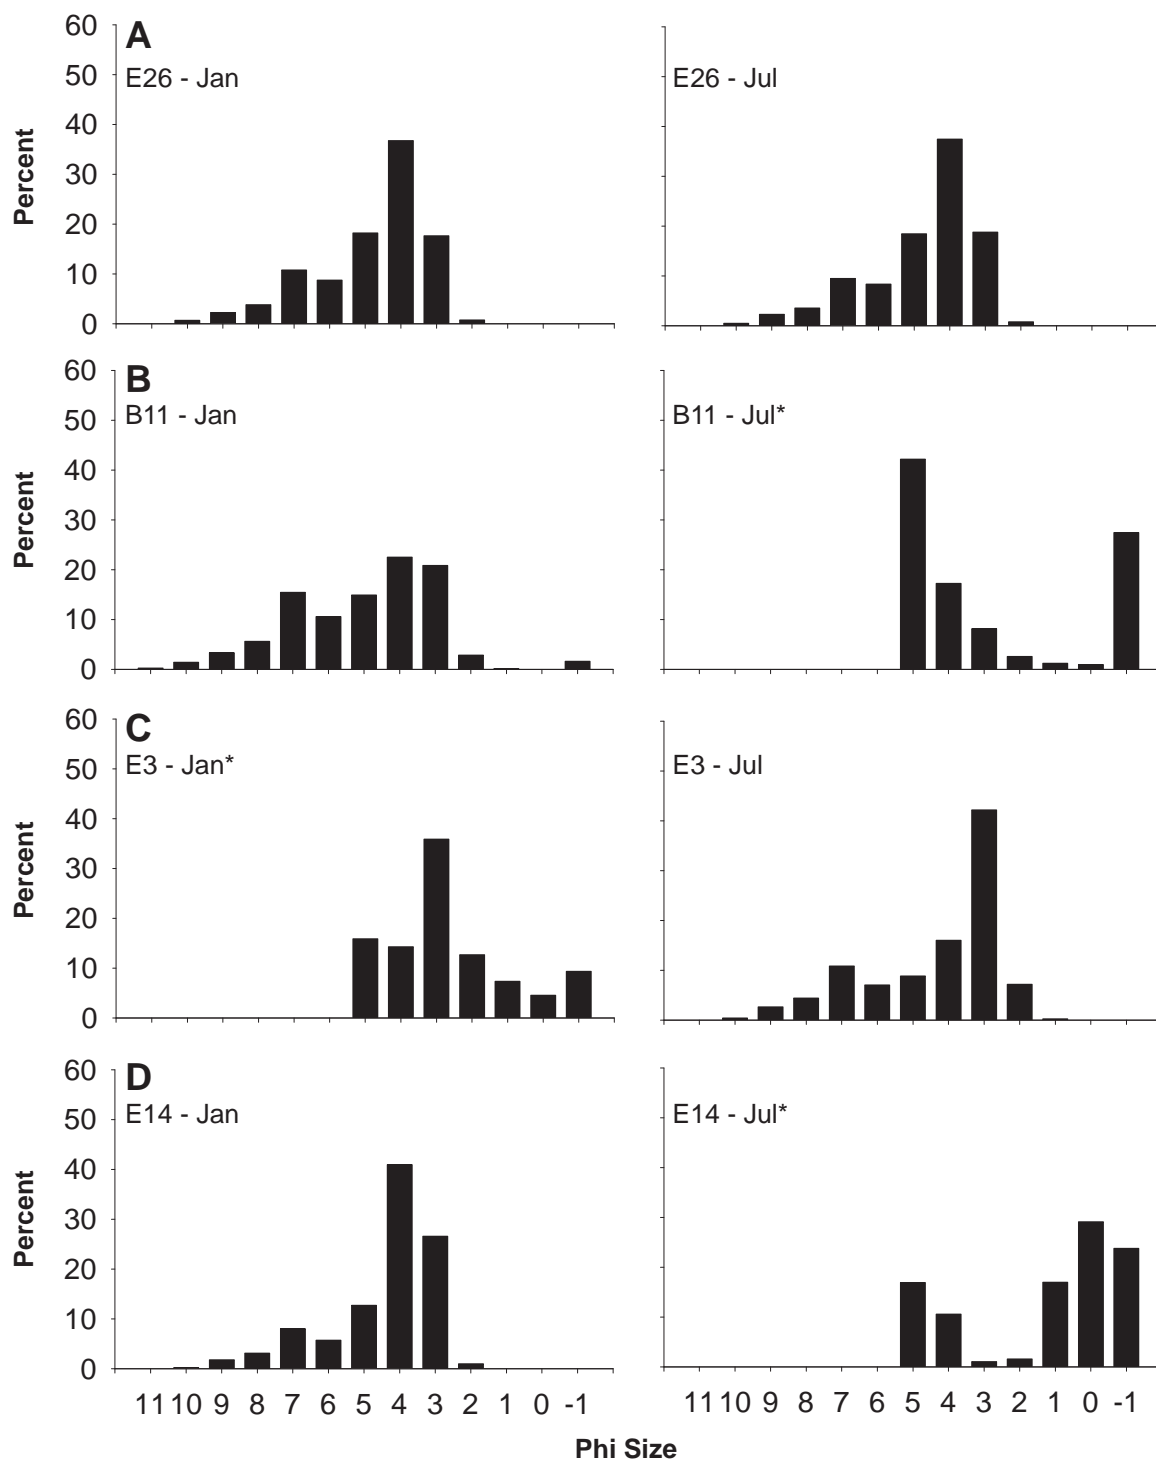 A
E26 - Jan
Percent
60
50
40
30
20
10
0
E26 - Jul
B
B11 - Jan
Percent
60
50
40
30
20
10
0
B11 - Jul*
C
E3 - Jan*
Percent
60
50
40
30
20
10
0
E3 - Jul
D
E14 - Jan
Percent
60
50
40
30
20
10
0
E14 - Jul*
11 10 9 8 7 6 5 4 3 2 1 0 -1
11 10 9 8 7 6 5 4 3 2 1 0 -1
Phi Size